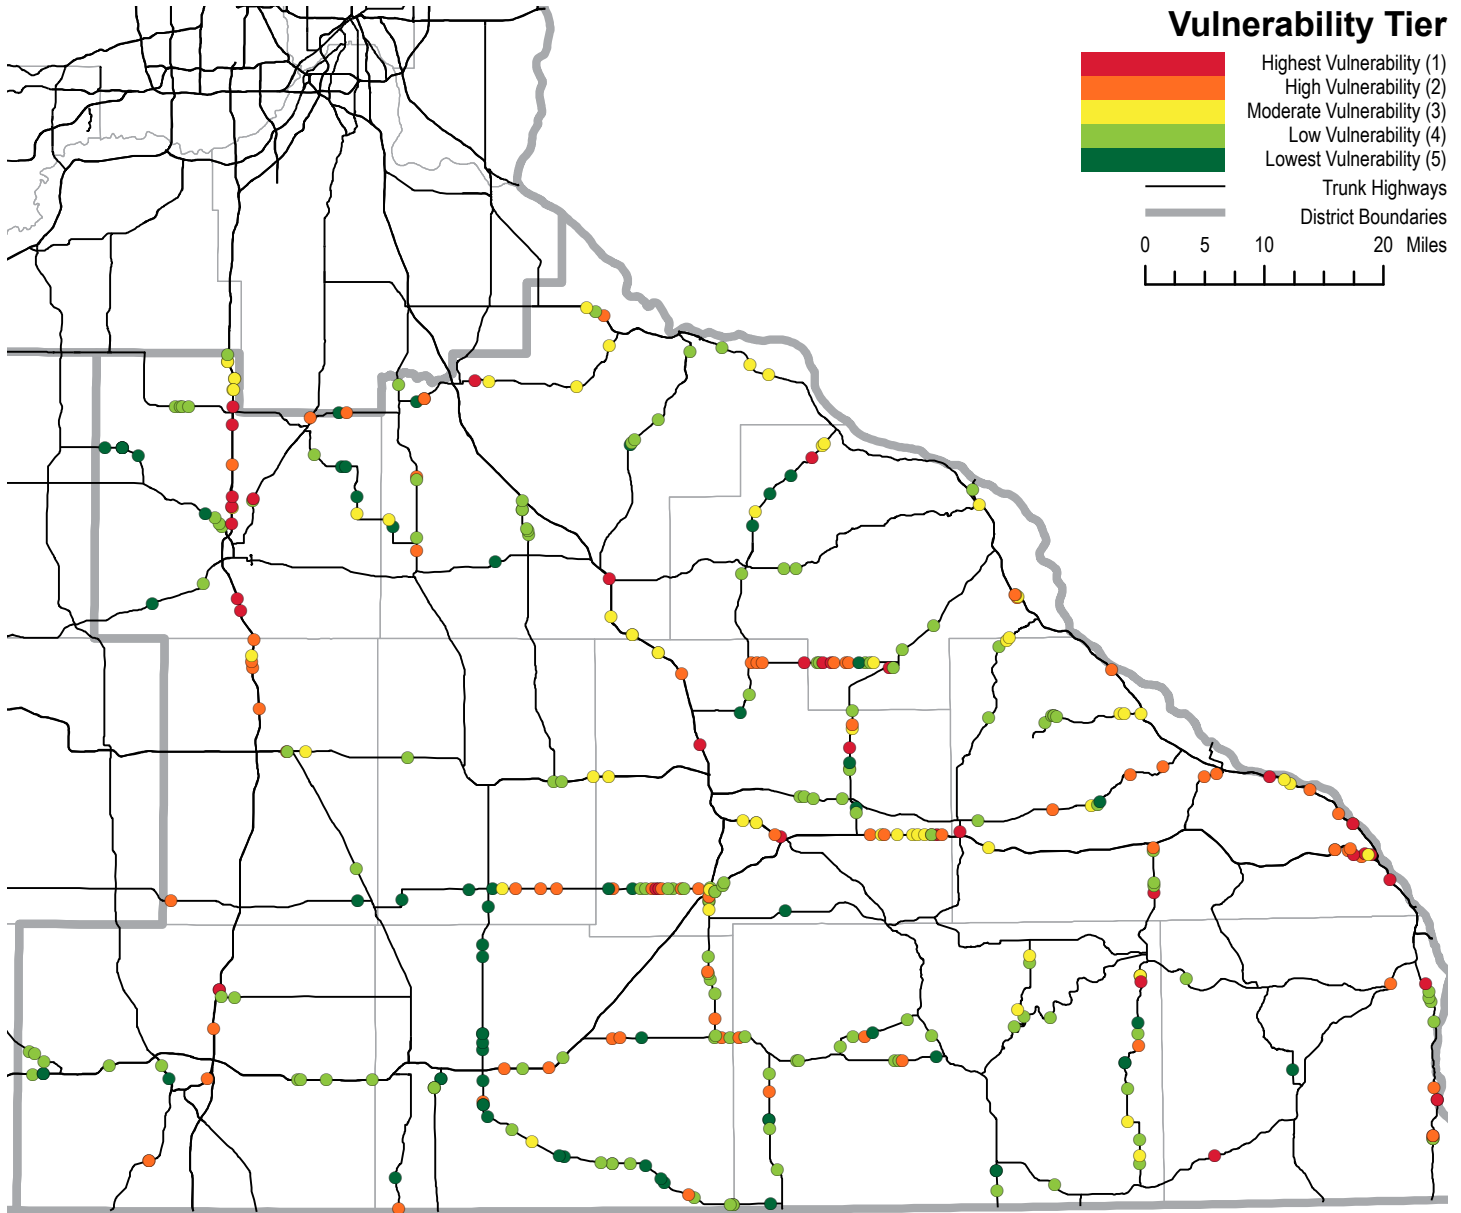 Vulnerability Tier
Highest Vulnerability (1)
High Vulnerability (2)
Moderate Vulnerability (3)
Low Vulnerability (4)
Lowest Vulnerability (5)
Trunk Highways
District Boundaries
0 5 10 20 Miles